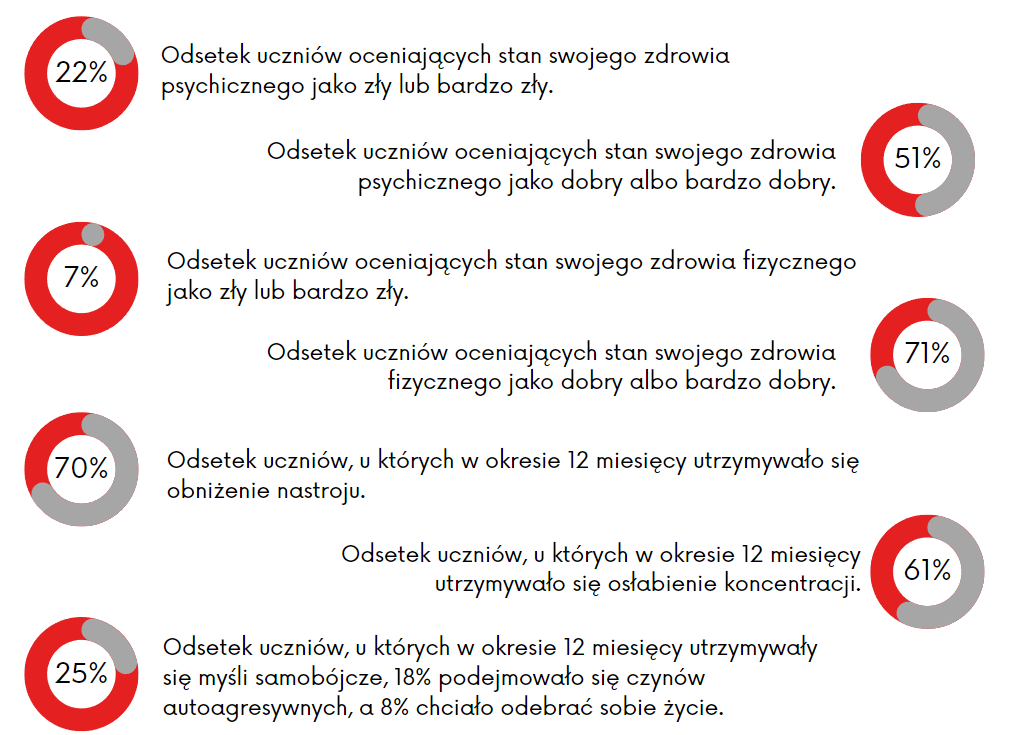 22%
Odsetek uczniów oceniających stan swojego zdrowia
psychicznego jako zły lub bardzo zły.
Odsetek uczniów oceniających stan swojego zdrowia
psychicznego jako dobry albo bardzo dobry.
51%
7%
Odsetek uczniów oceniających stan swojego zdrowia fizycznego
jako zły lub bardzo zły.
Odsetek uczniów oceniających stan swojego zdrowia
fizycznego jako dobry albo bardzo dobry.
71%
70%
Odsetek uczniów, u których w okresie 12 miesięcy utrzymywało się
obniżenie nastroju.
Odsetek uczniów, u których w okresie 12 miesięcy
utrzymywało się osłabienie koncentracji.
61%
25%
Odsetek uczniów, u których w okresie 12 miesięcy utrzymywały
się myśli samobójcze, 18% podejmowało się czynów
autoagresywnych, a 8% chciało odebrać sobie życie.